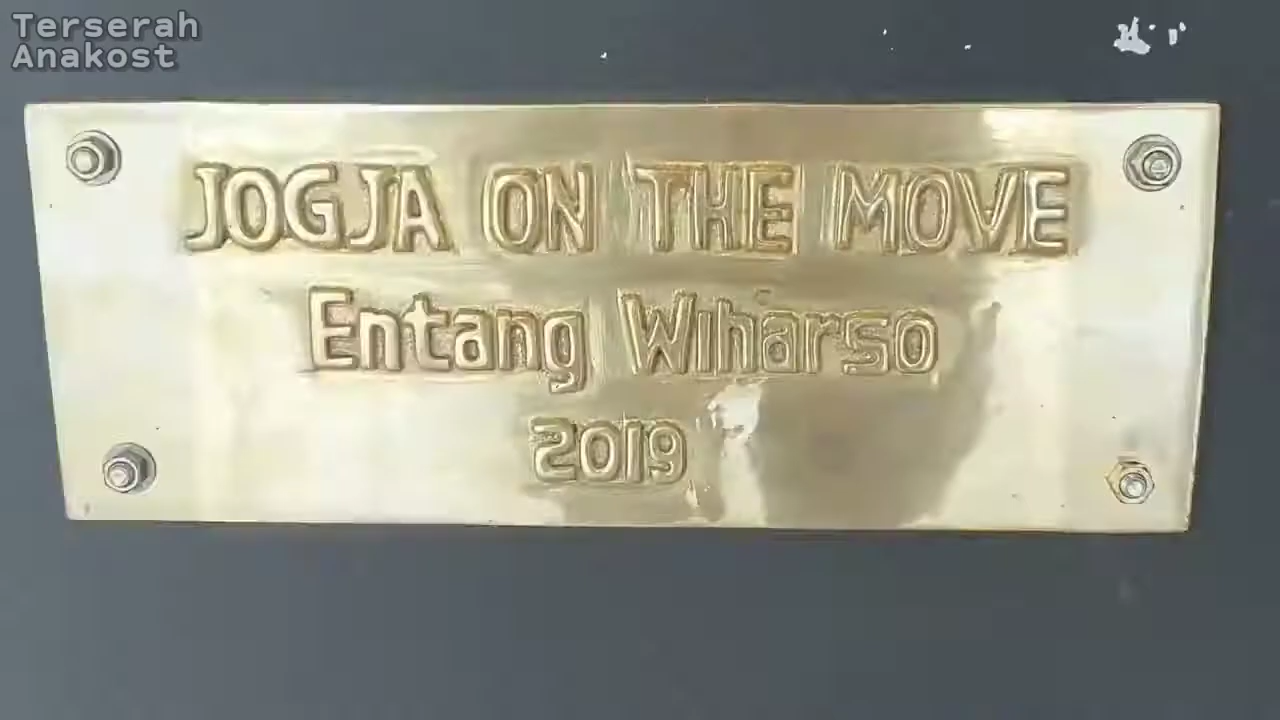 Terserah
Anakost
JOGJA ON THE MOVE
Entang Wiharso
2019